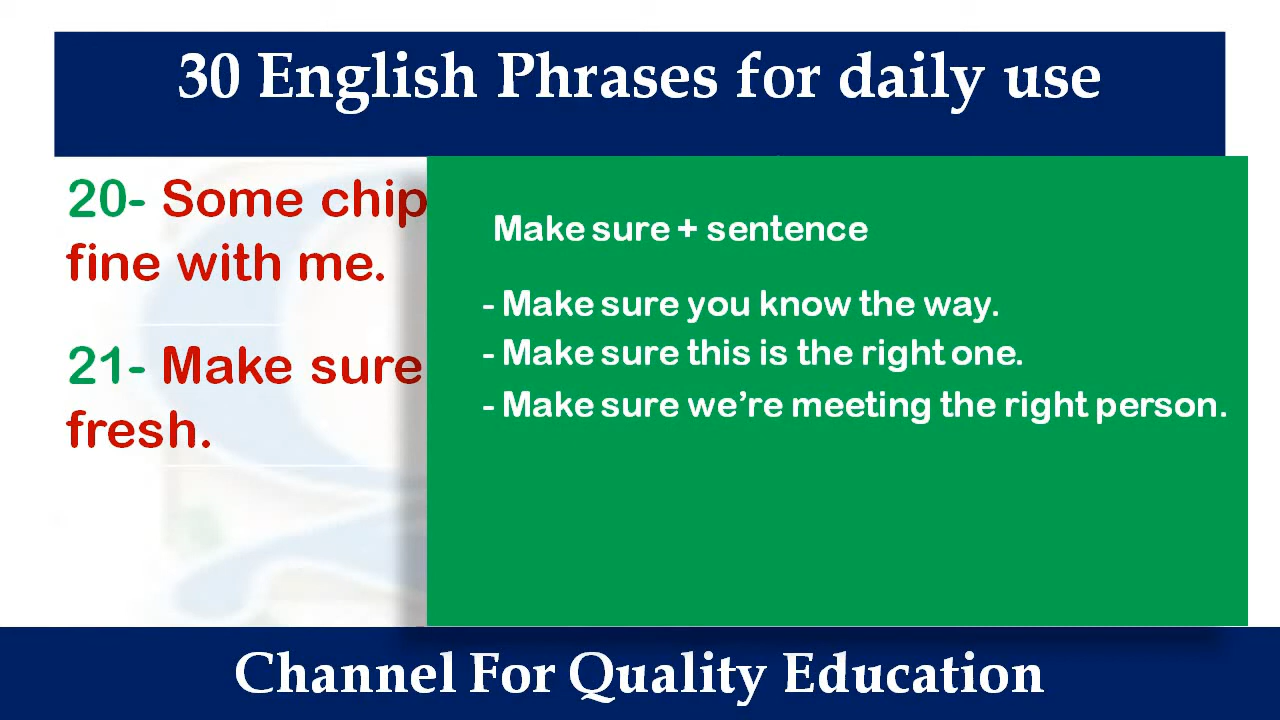 30 English Phrases for daily use
20- Some chip
fine with me.
21- Make sure
fresh.
Make sure + sentence
- Make sure you know the way.
- Make sure this is the right one.
- Make sure we're meeting the right person.
Channel For Quality Education